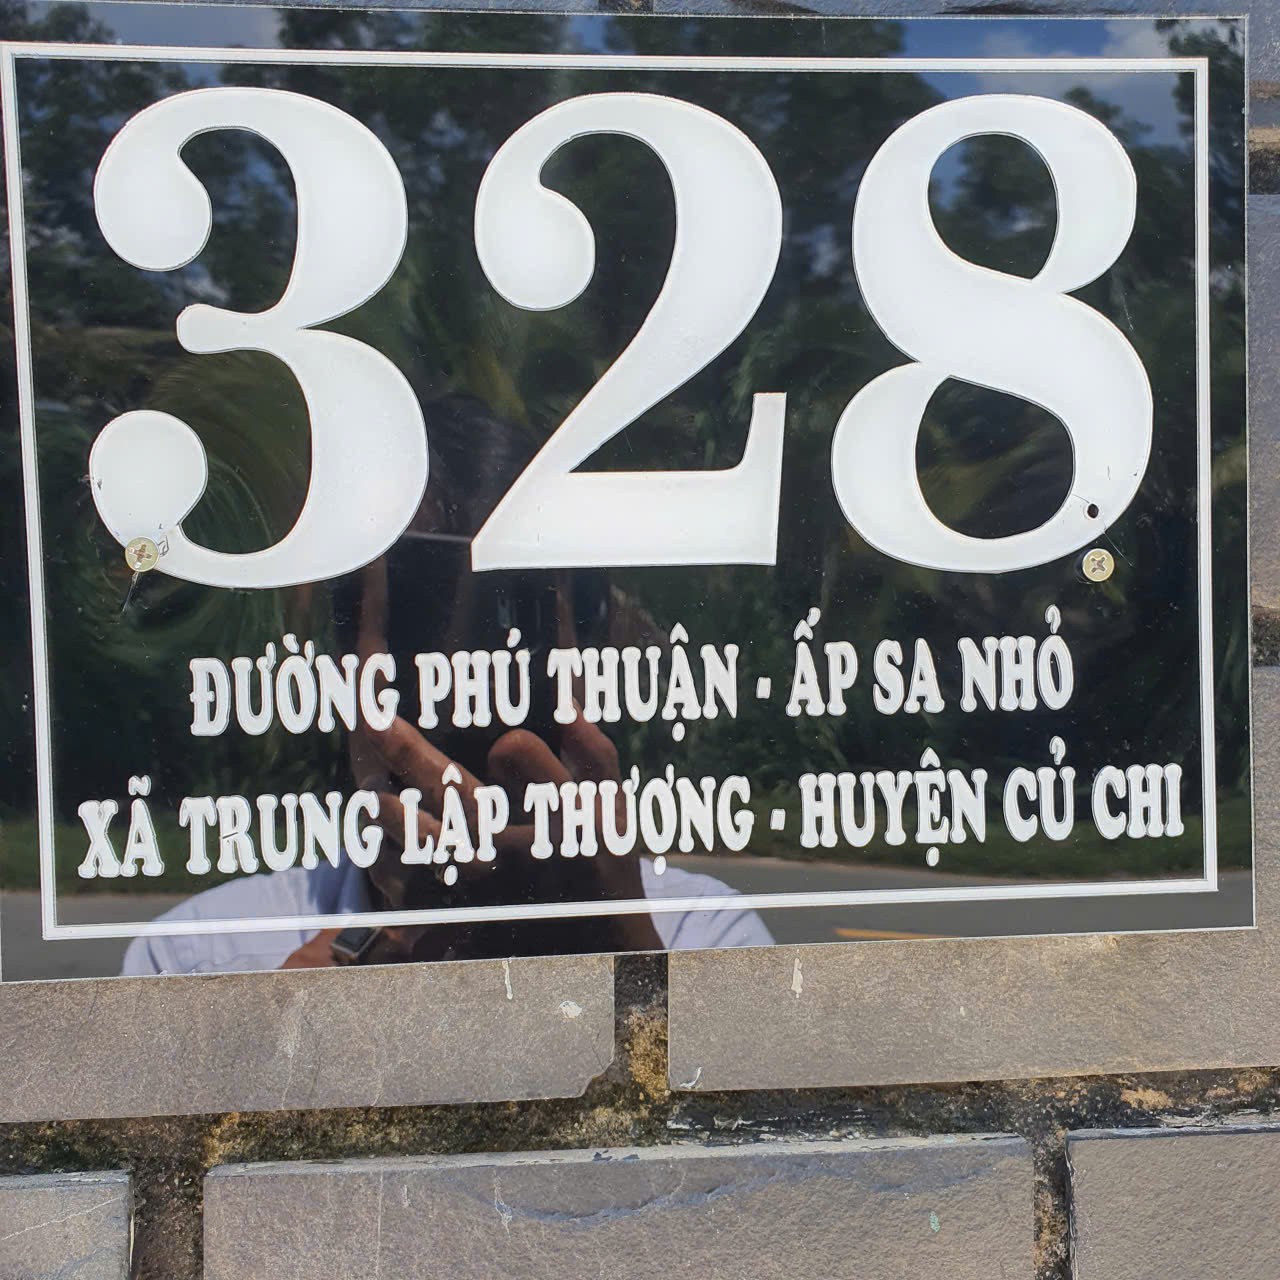 328
ĐƯỜNG PHÚ THUẬN - ẤP SA NHỎ
XÃ TRUNG LẬP THƯỢNG - HUYỆN CỦ CHI